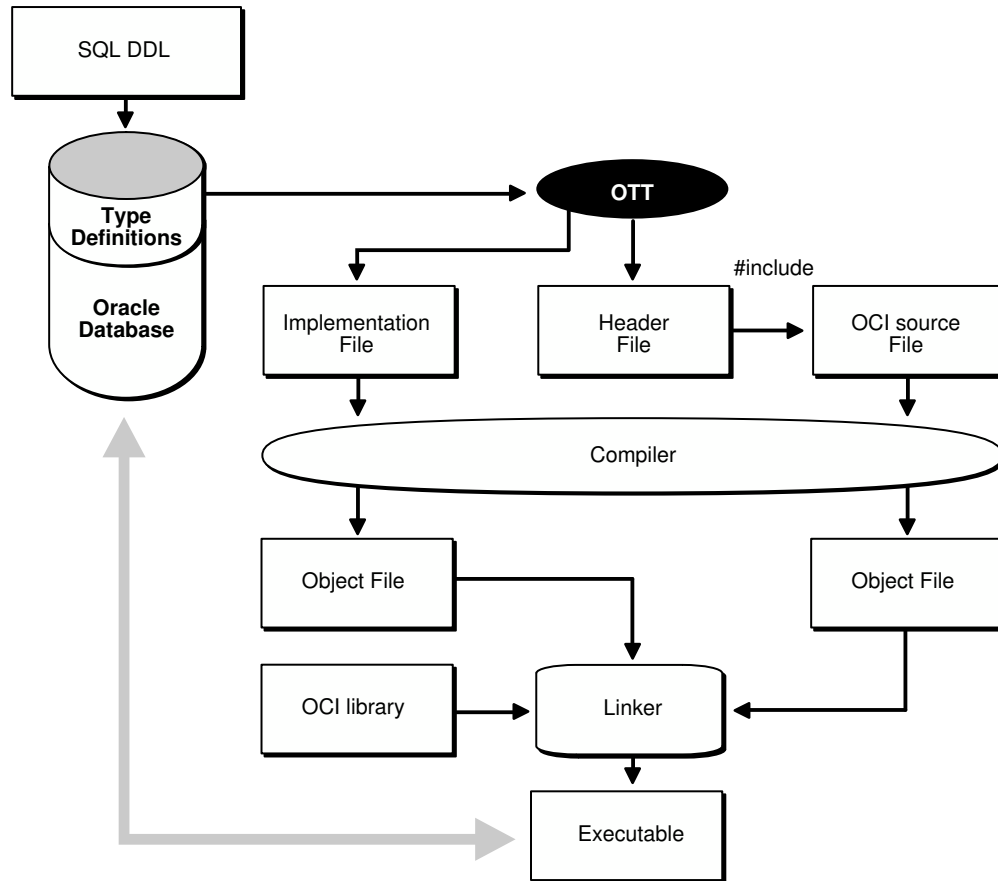 SQL DDL
Type
Definitions
Oracle
Database
OTT
#include
Implementation
File
Header
File
OCI source
File
Compiler
Object File
Object File
OCI library
Linker
Executable